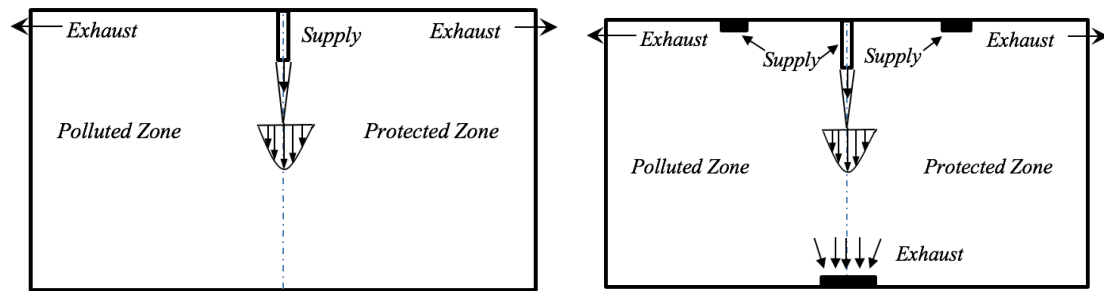 Exhaust Supply Exhaust
Polluted Zone Protected Zone
Exhaust Supply Supply Exhaust
Polluted Zone Protected Zone
Exhaust